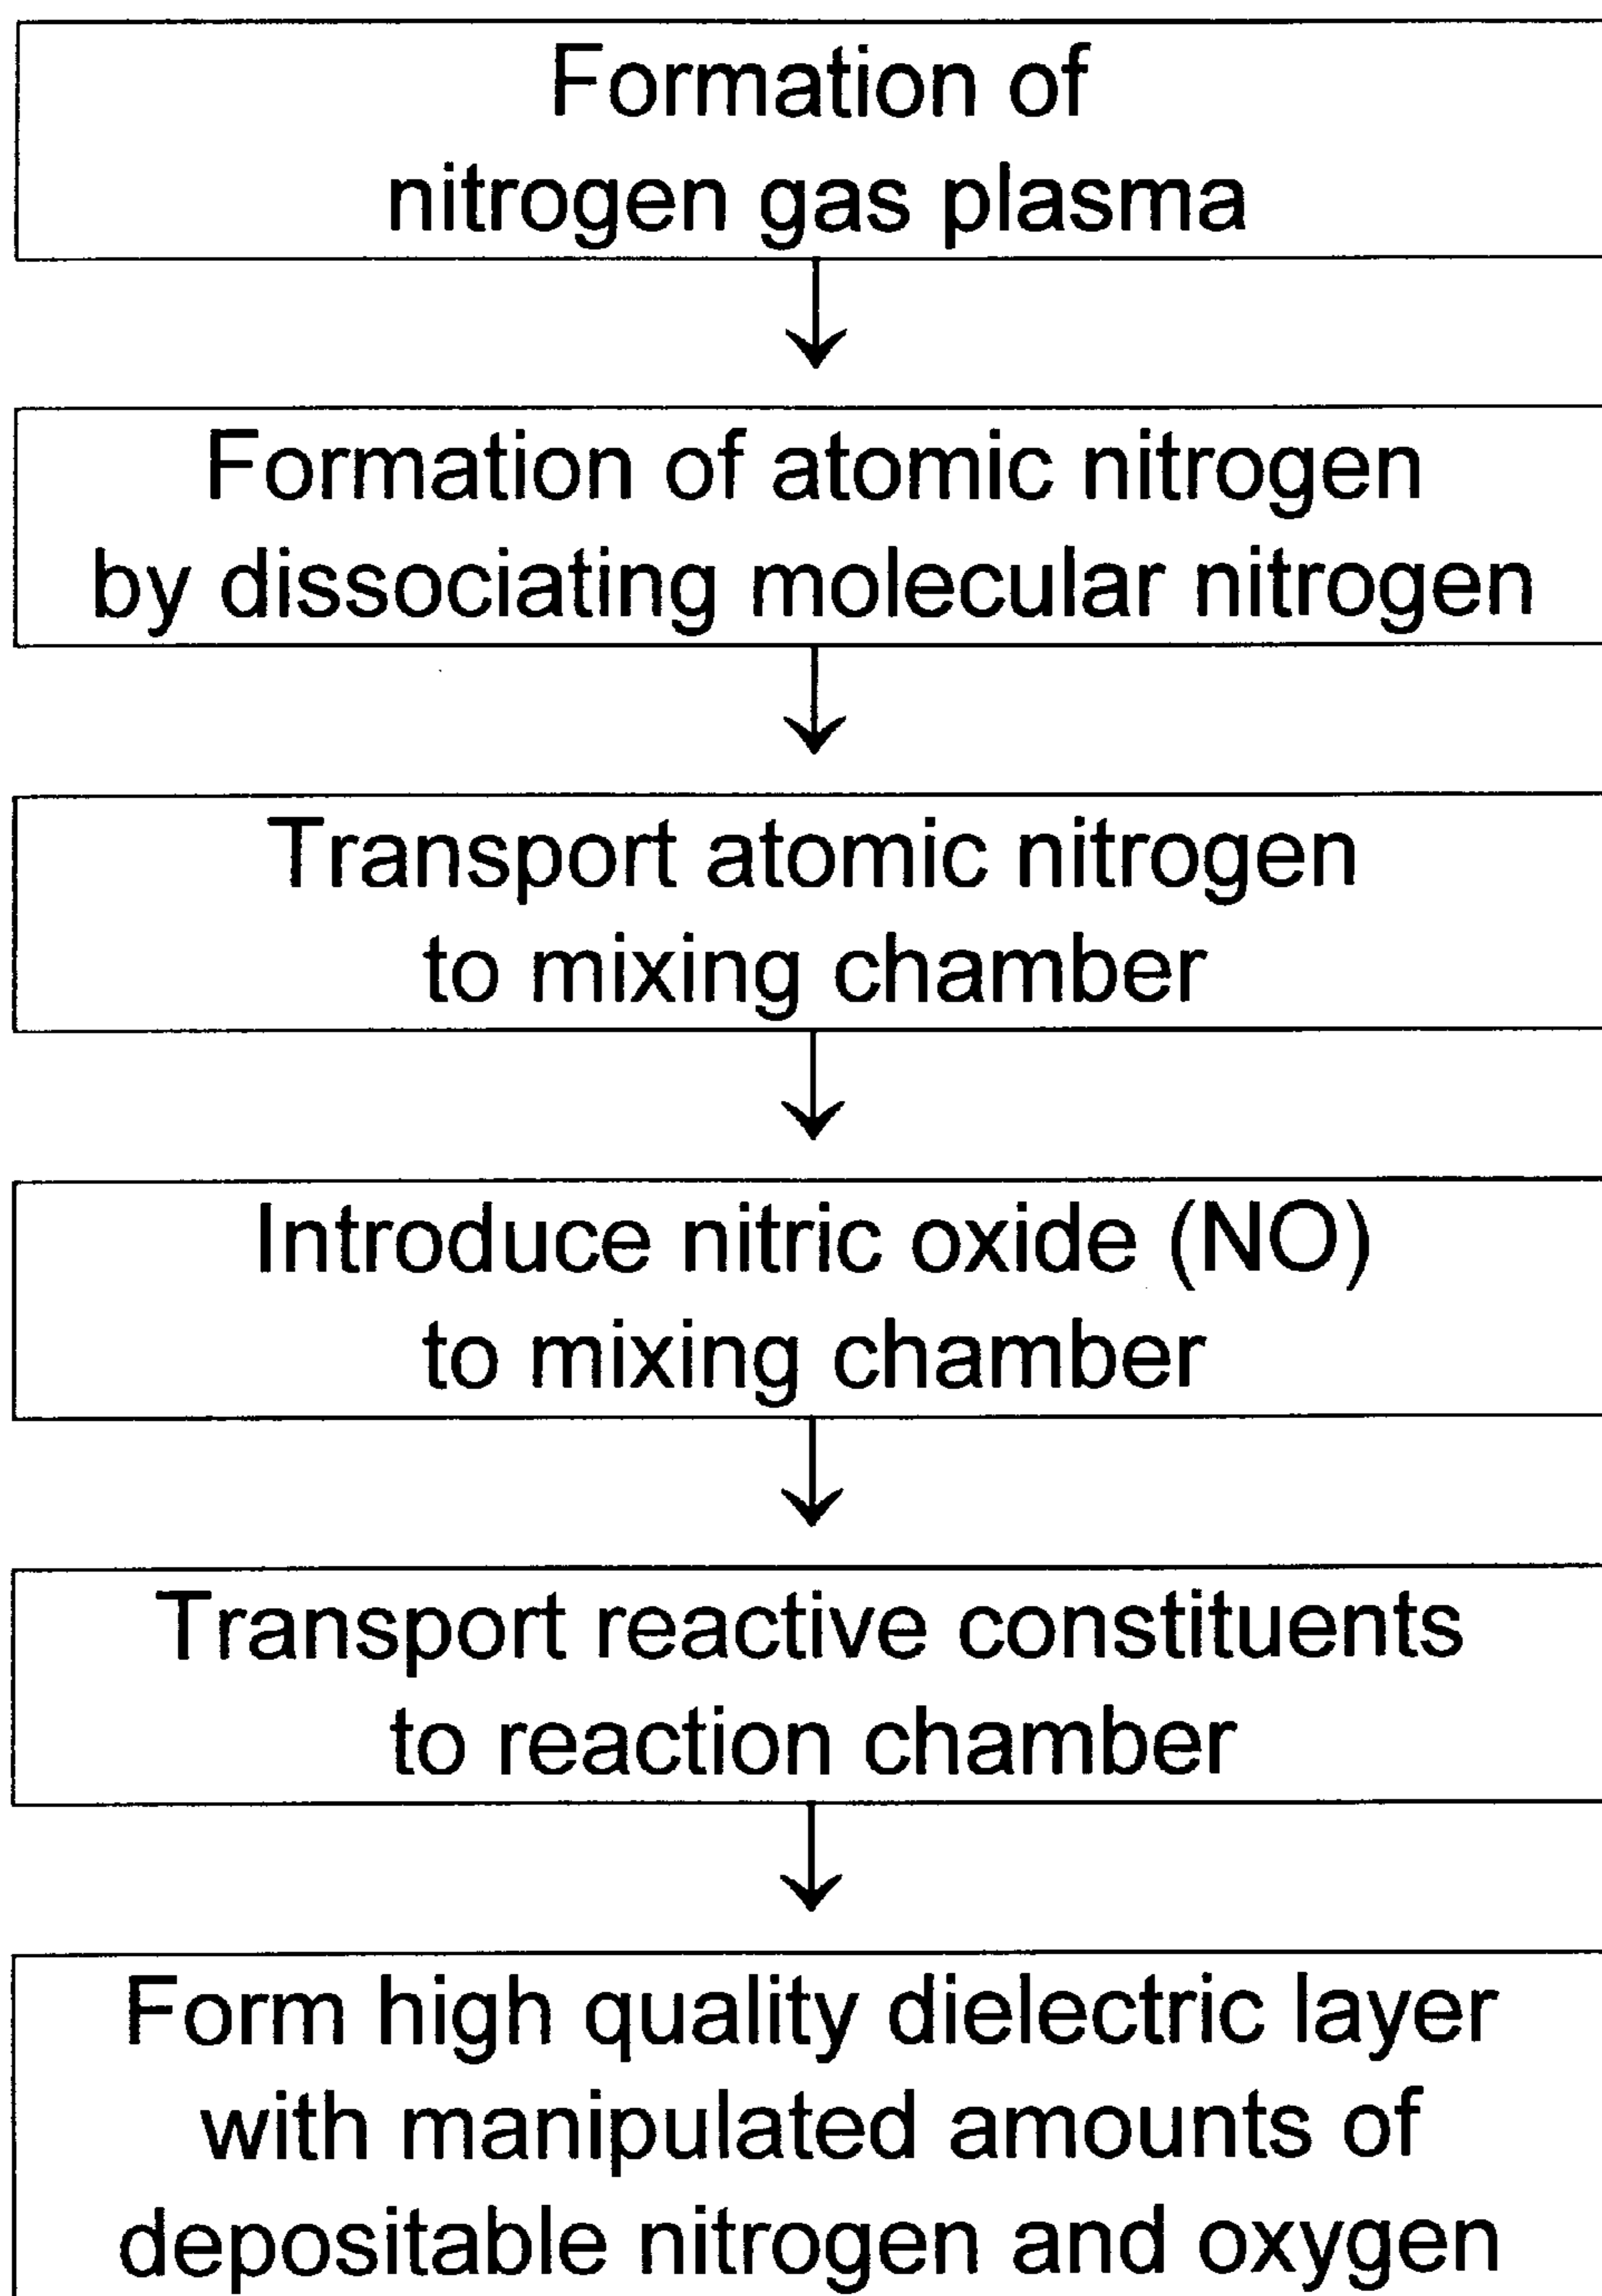 Formation of
nitrogen gas plasma
Formation of atomic nitrogen
by dissociating molecular nitrogen
Transport atomic nitrogen
to mixing chamber
Introduce nitric oxide (NO)
to mixing chamber
Transport reactive constituents
to reaction chamber
Form high quality dielectric layer
with manipulated amounts of
depositable nitrogen and oxygen